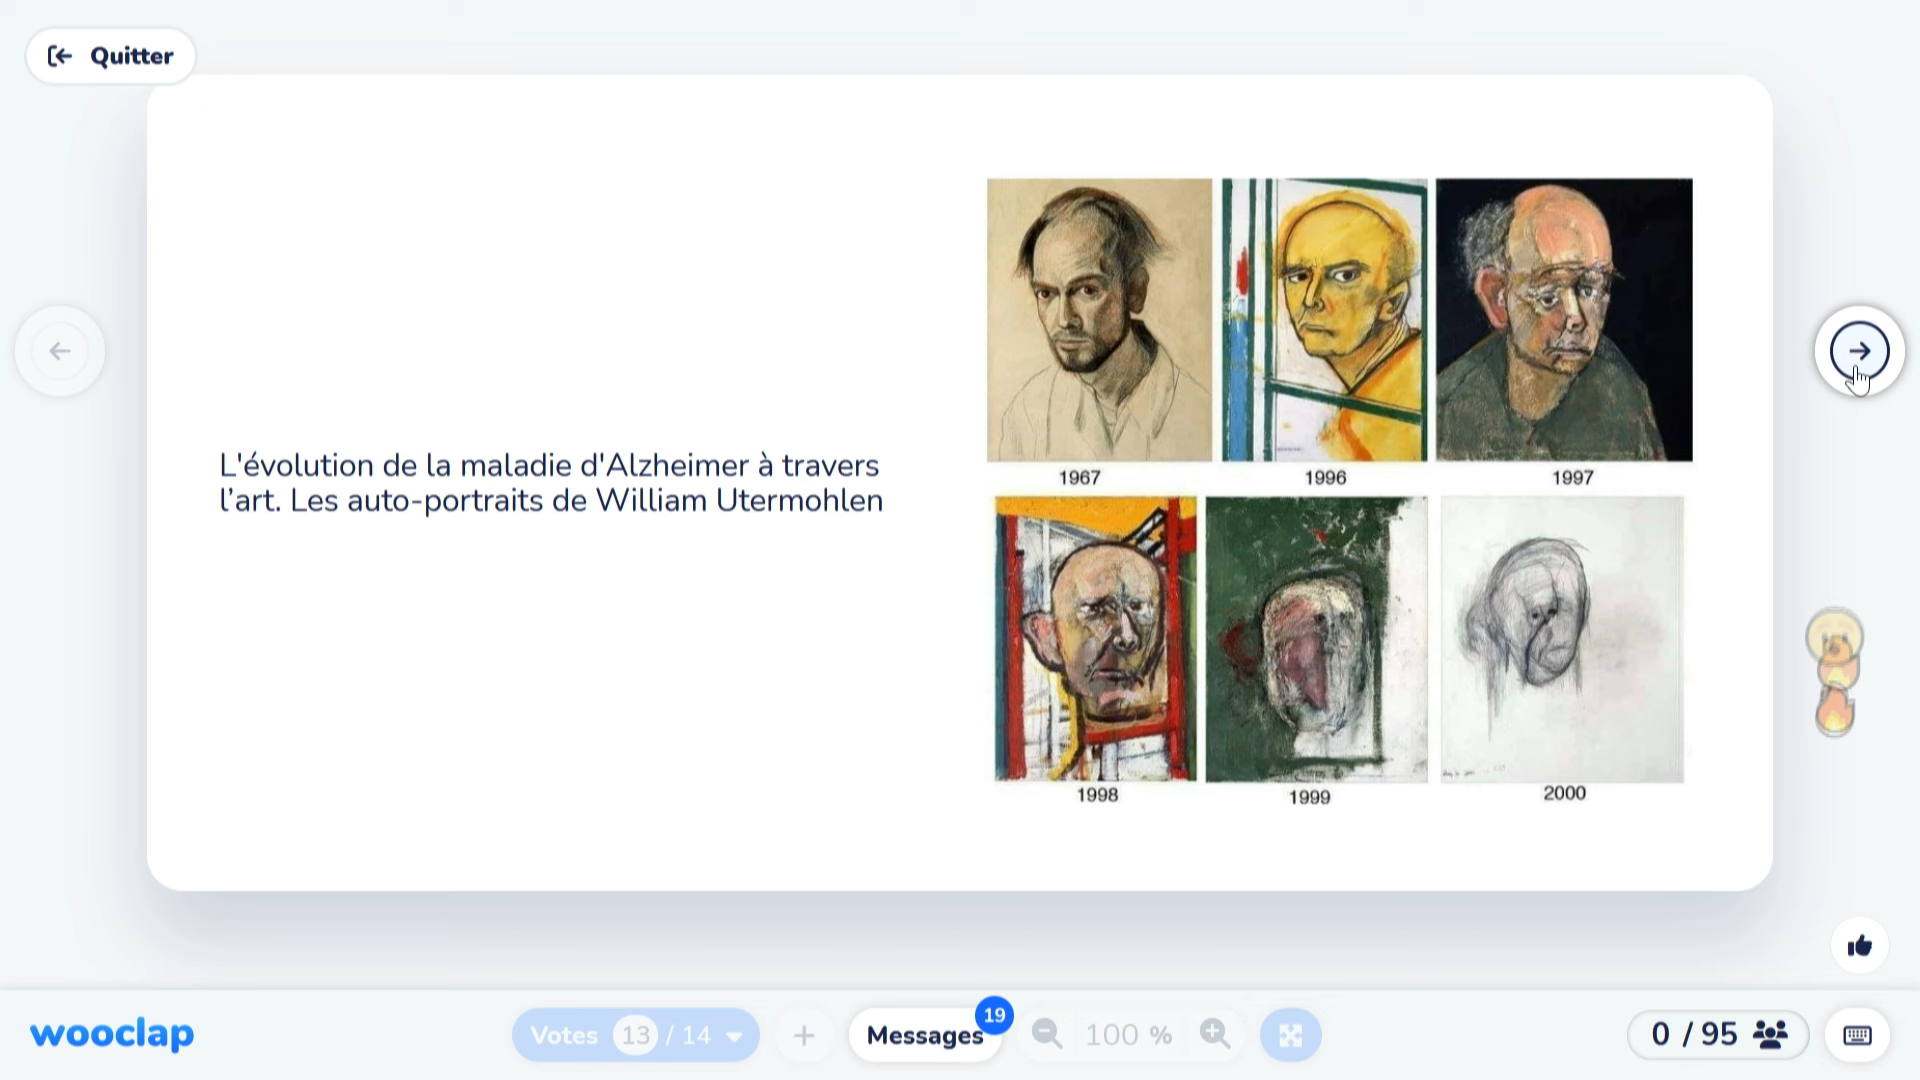 Quitter
L'évolution de la maladie d'Alzheimer à travers
l’art. Les auto-portraits de William Utermohlen
1967
1996
1997
1998
1999
2000
wooclap
Votes 13 / 14
+
Messages 19
100 %
0 / 95